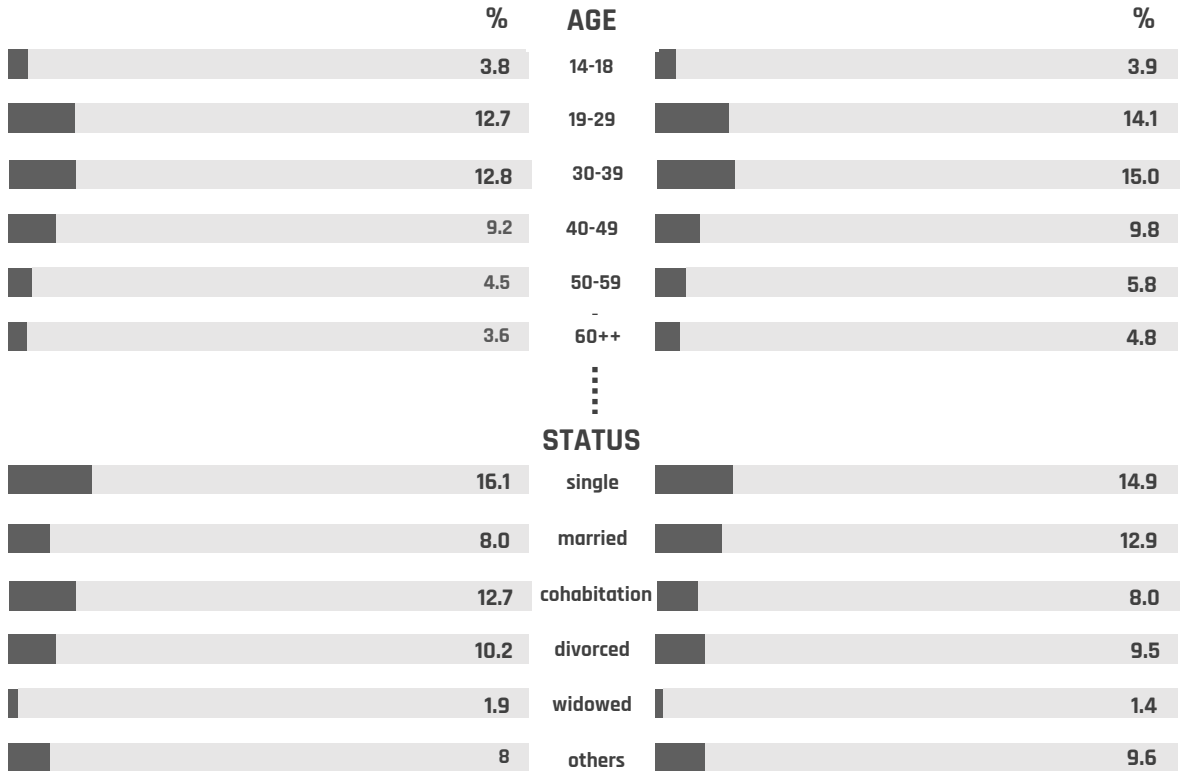 % AGE %
3.8 14-18 3.9
12.7 19-29 14.1
12.8 30-39 15.0
9.2 40-49 9.8
4.5 50-59 5.8
-
3.6 60++ 4.8
STATUS
16.1 single 14.9
8.0 married 12.9
12.7 cohabitation 8.0
10.2 divorced 9.5
1.9 widowed 1.4
8 others 9.6